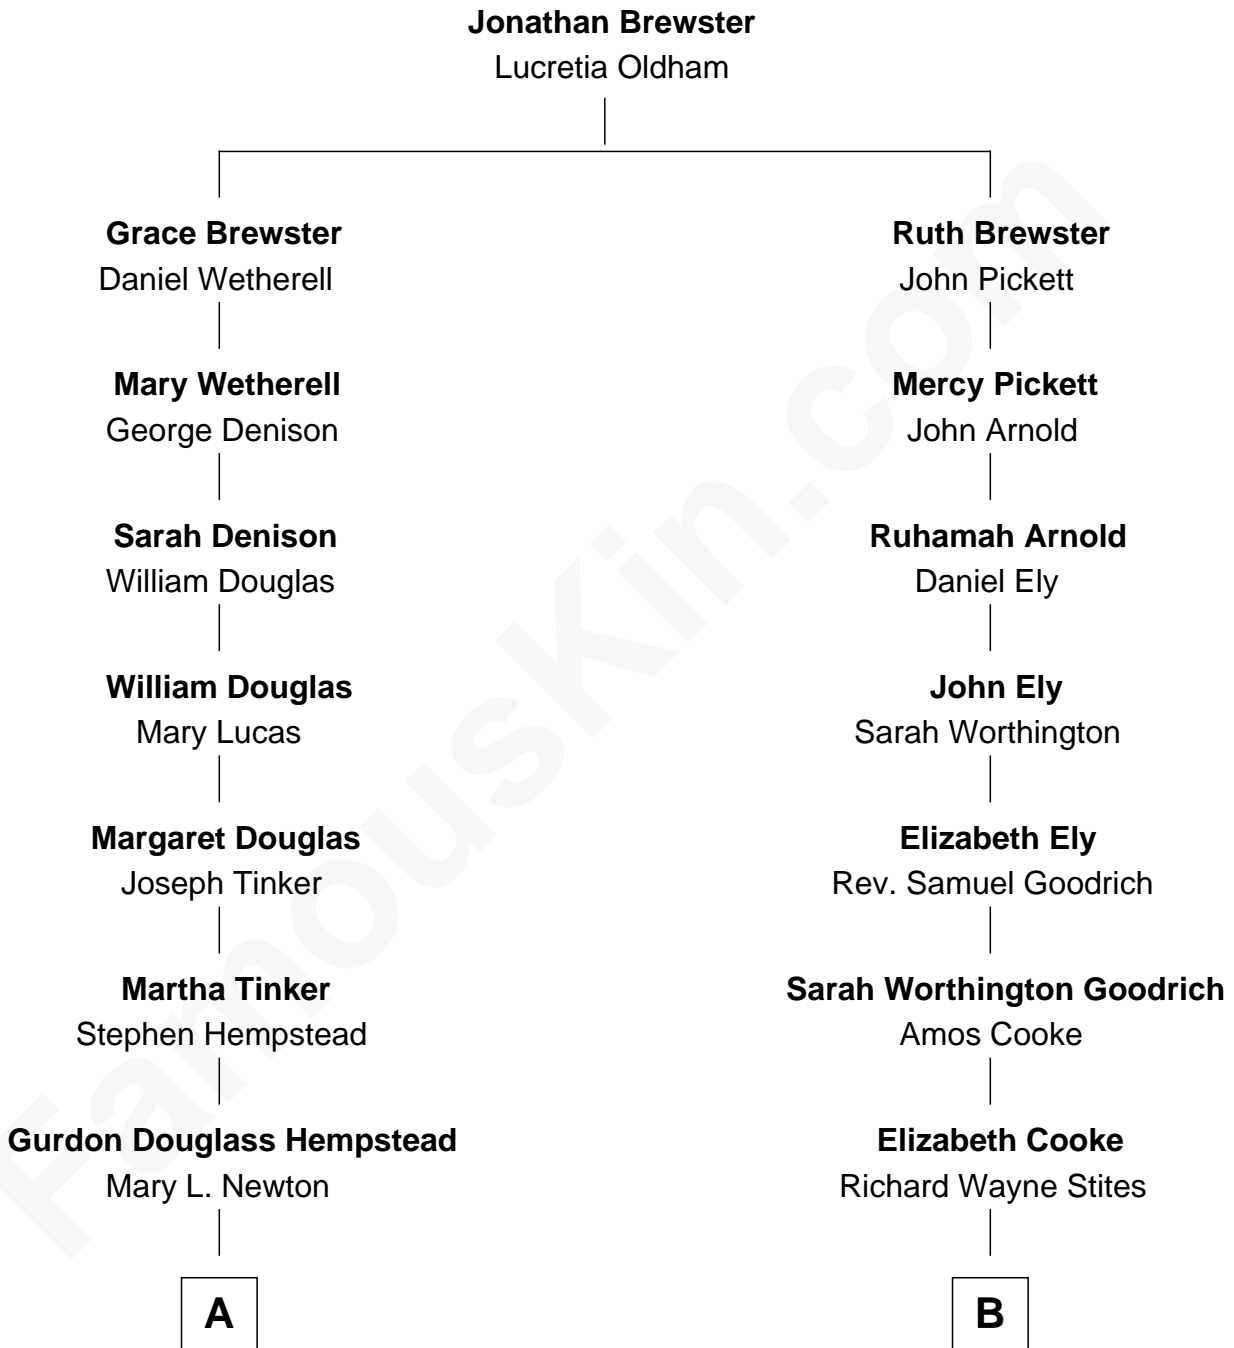 Jonathan Brewster
Lucretia Oldham
Grace Brewster
Daniel Wetherell
Mary Wetherell
George Denison
Sarah Denison
William Douglas
William Douglas
Mary Lucas
Margaret Douglas
Joseph Tinker
Martha Tinker
Stephen Hempstead
Gurdon Douglass Hempstead
Mary L. Newton
A
Ruth Brewster
John Pickett
Mercy Pickett
John Arnold
Ruhamah Arnold
Daniel Ely
John Ely
Sarah Worthington
Elizabeth Ely
Rev. Samuel Goodrich
Sarah Worthington Goodrich
Amos Cooke
Elizabeth Cooke
Richard Wayne Stites
B
FamousKin.com